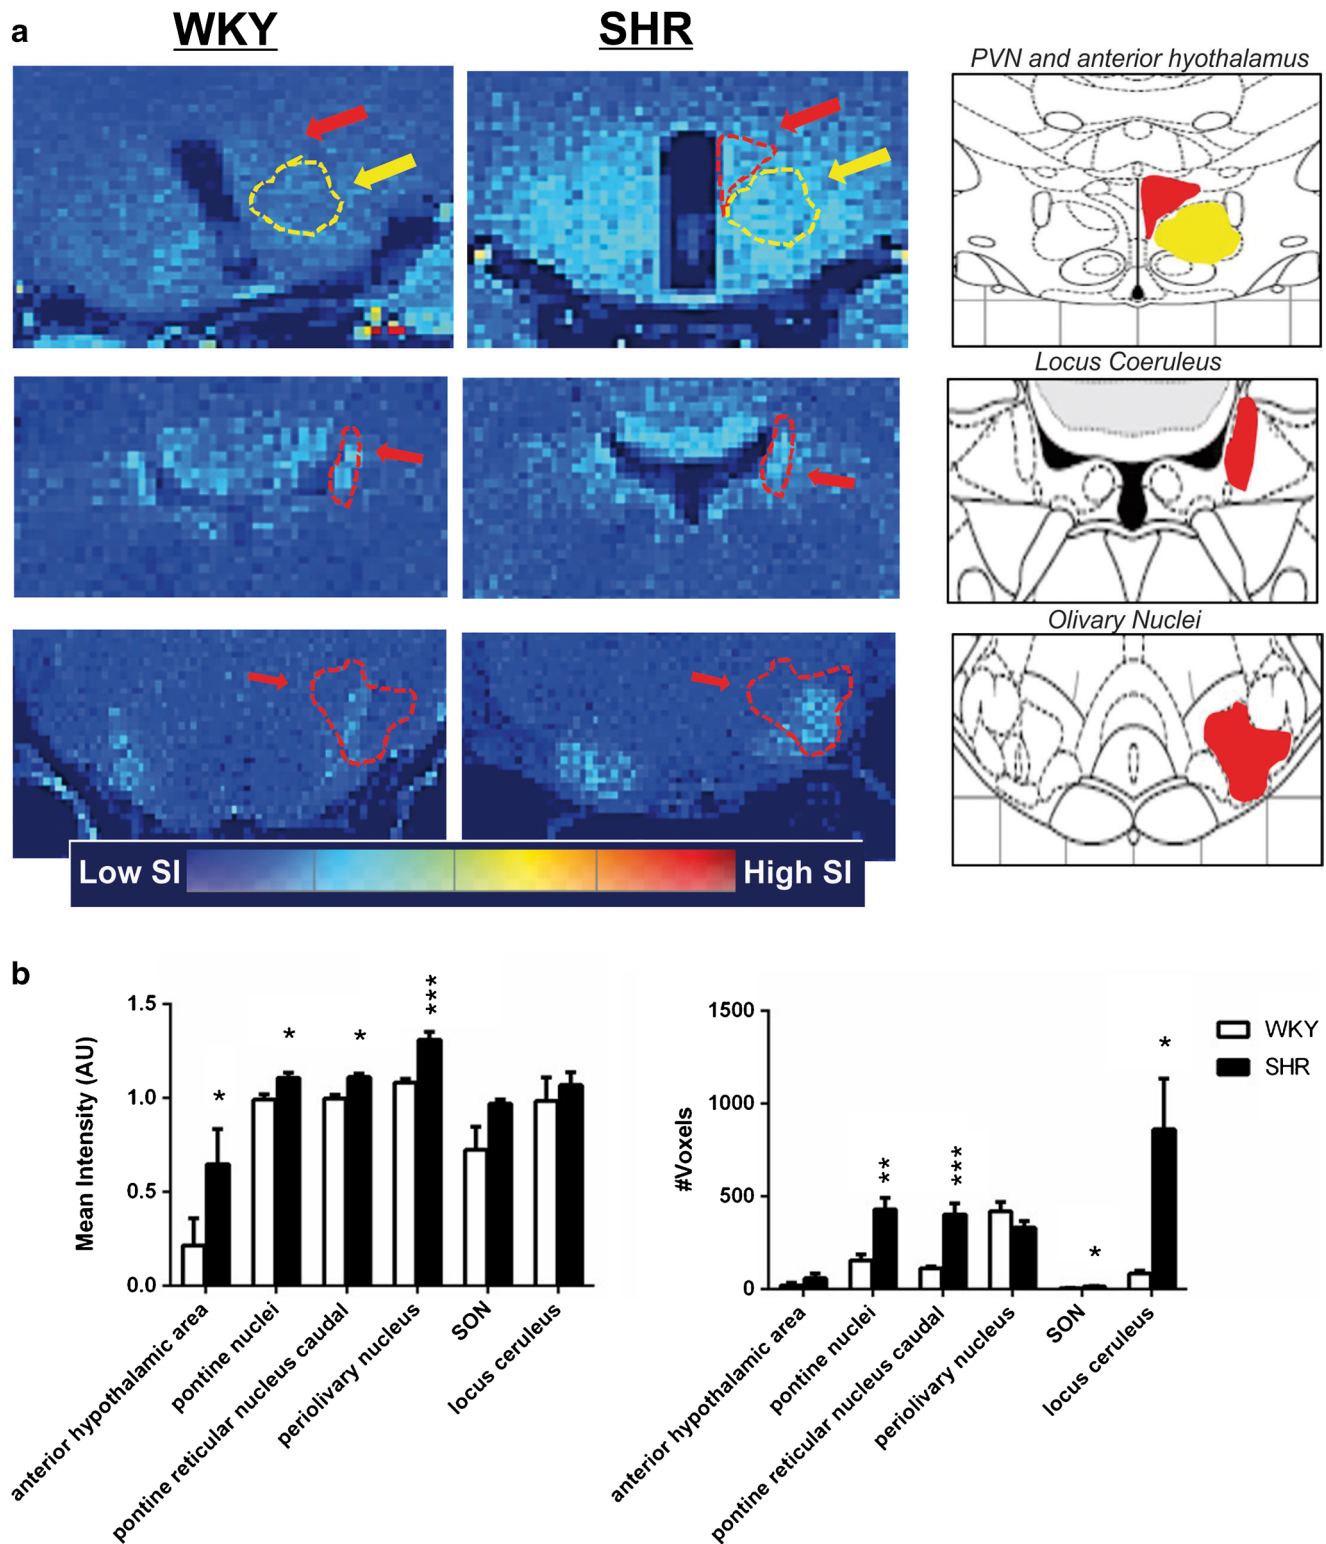 a
WKY
SHR
PVN and anterior hyothalamus
Locus Coeruleus
Olivary Nuclei
Low SI
High SI
b
Mean Intensity (AU)
1.5
1.0
0.5
0.0
*
*
*
***
anterior hypothalamic area
pontine nuclei
pontine reticular nucleus caudal
periolivary nucleus
SON
locus ceruleus
#Voxels
1500
1000
500
0
**
***
*
*
anterior hypothalamic area
pontine nuclei
pontine reticular nucleus caudal
periolivary nucleus
SON
locus ceruleus
WKY
SHR